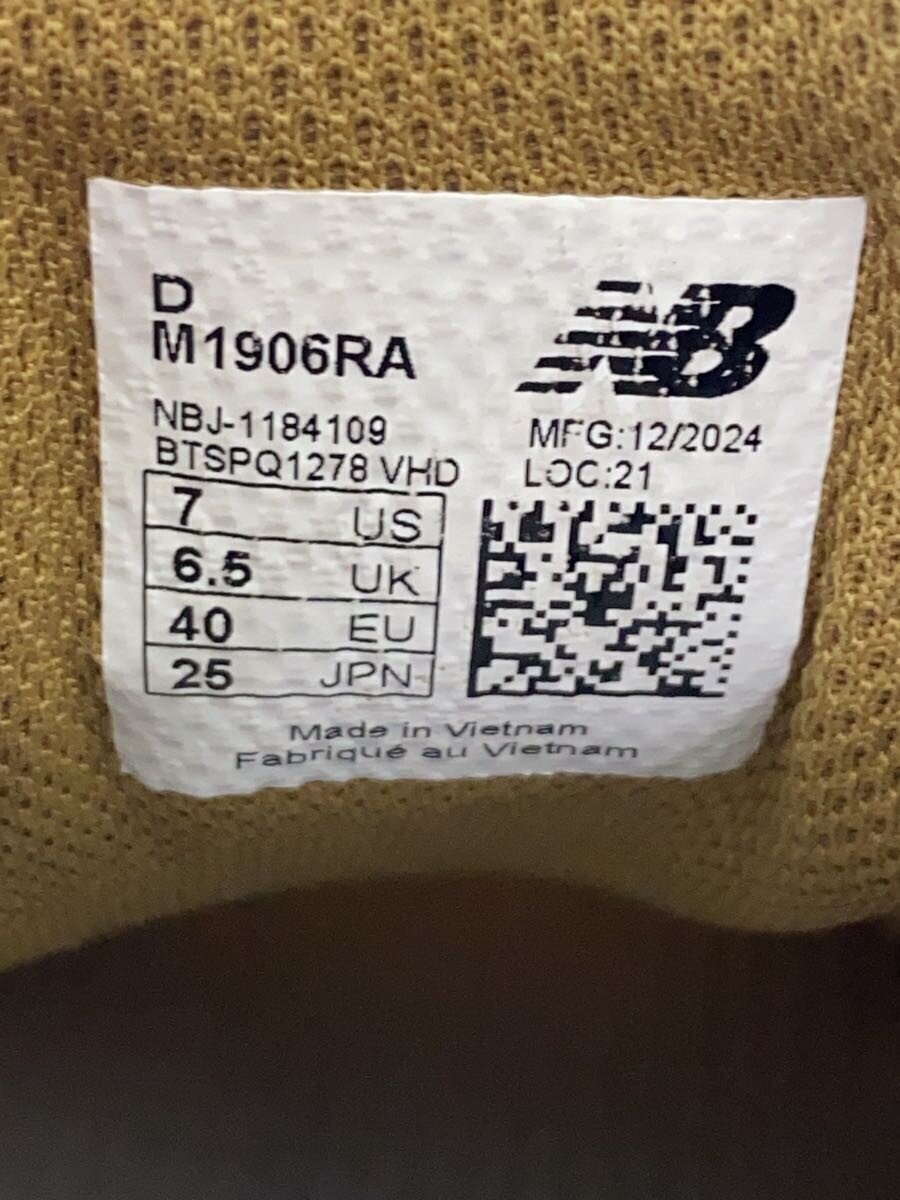 D
M1906RA
NB
NBJ-1184109
BTSPQ1278 VHD
MFG:12/2024
LOC:21
7 US
6.5 UK
40 EU
25 JPN
Made in Vietnam
Fabriqué au Vietnam